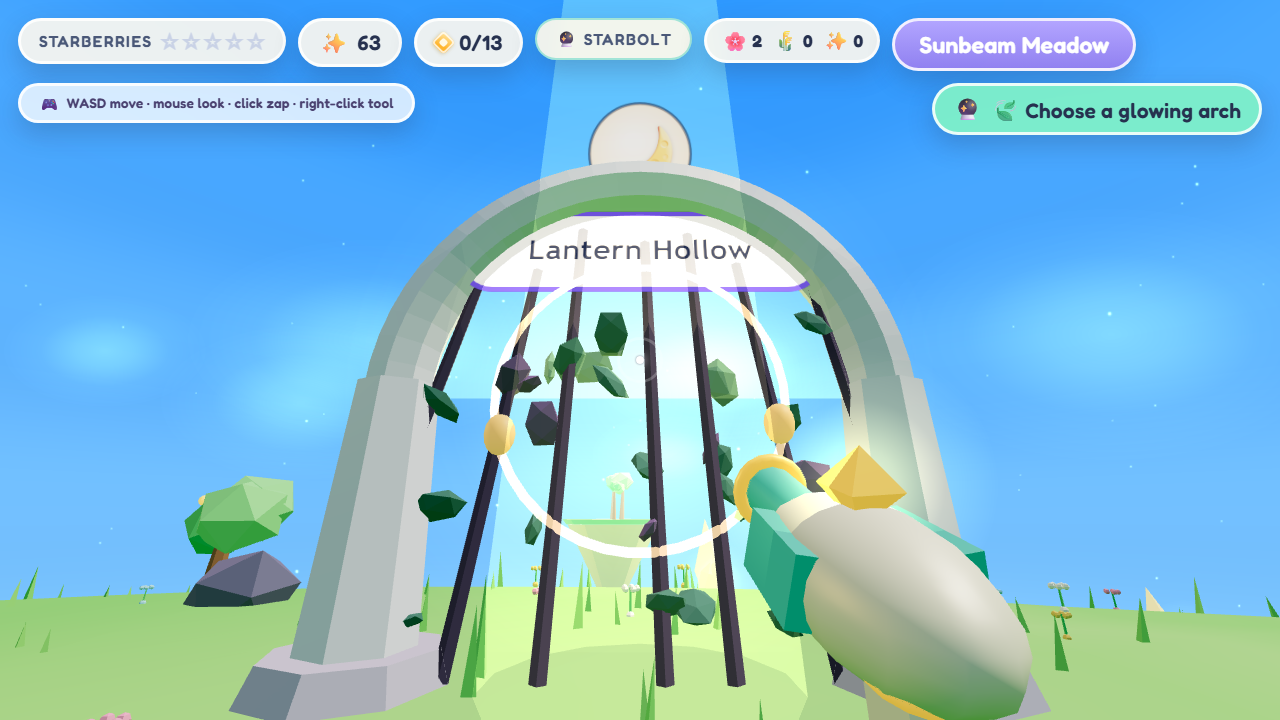 STARBERRIES
63
0/13
STARBOLT
2
0
0
Sunbeam Meadow
WASD move · mouse look · click zap · right-click tool
Choose a glowing arch
Lantern Hollow